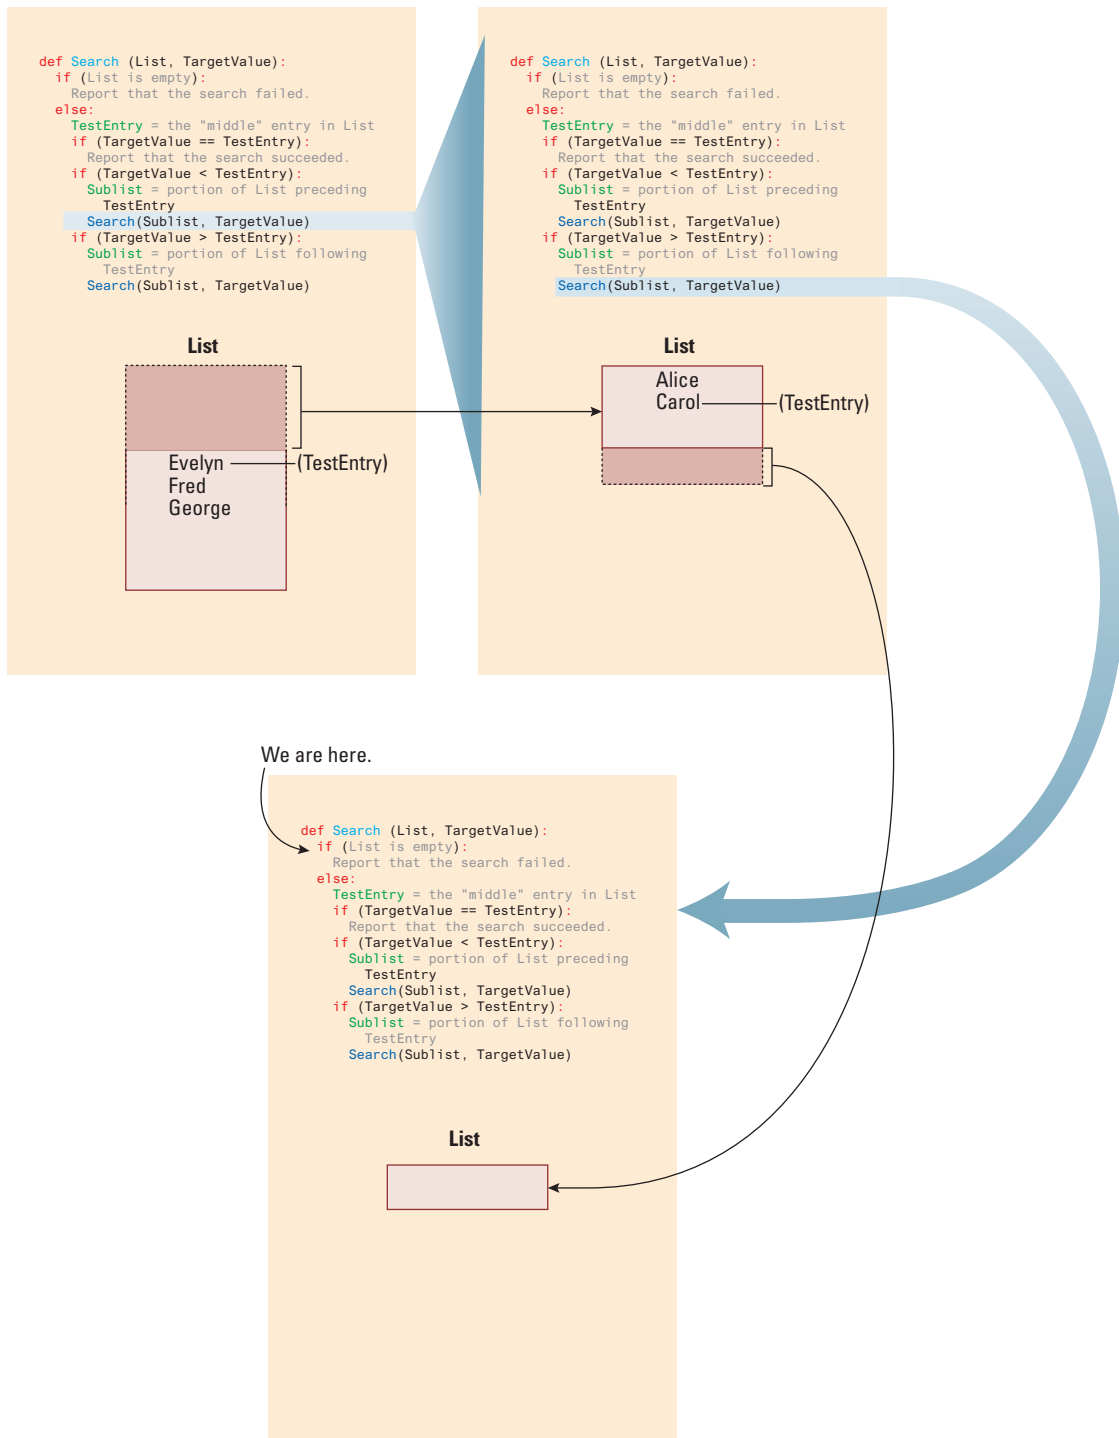 def Search (List, TargetValue):
if (List is empty):
Report that the search failed.
else:
TestEntry = the "middle" entry in List
if (TargetValue == TestEntry):
Report that the search succeeded.
if (TargetValue < TestEntry):
Sublist = portion of List preceding
TestEntry
Search(Sublist, TargetValue)
if (TargetValue > TestEntry):
Sublist = portion of List following
TestEntry
Search(Sublist, TargetValue)
List
Evelyn (TestEntry)
Fred
George
def Search (List, TargetValue):
if (List is empty):
Report that the search failed.
else:
TestEntry = the "middle" entry in List
if (TargetValue == TestEntry):
Report that the search succeeded.
if (TargetValue < TestEntry):
Sublist = portion of List preceding
TestEntry
Search(Sublist, TargetValue)
if (TargetValue > TestEntry):
Sublist = portion of List following
TestEntry
Search(Sublist, TargetValue)
List
Alice
Carol (TestEntry)
We are here.
def Search (List, TargetValue):
if (List is empty):
Report that the search failed.
else:
TestEntry = the "middle" entry in List
if (TargetValue == TestEntry):
Report that the search succeeded.
if (TargetValue < TestEntry):
Sublist = portion of List preceding
TestEntry
Search(Sublist, TargetValue)
if (TargetValue > TestEntry):
Sublist = portion of List following
TestEntry
Search(Sublist, TargetValue)
List